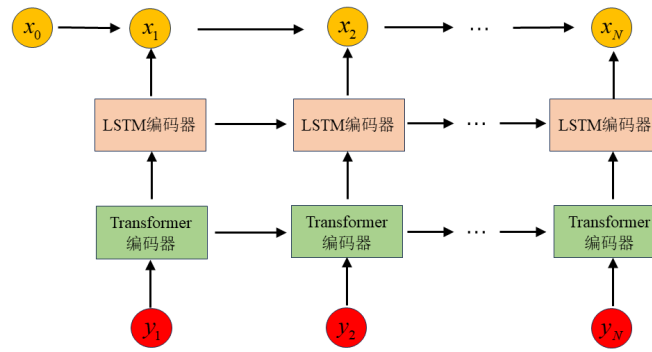 x₀ x₁ x₂ … x_N
LSTM编码器 LSTM编码器 … LSTM编码器
Transformer Transformer Transformer
编码器 编码器 … 编码器
y₁ y₂ y_N